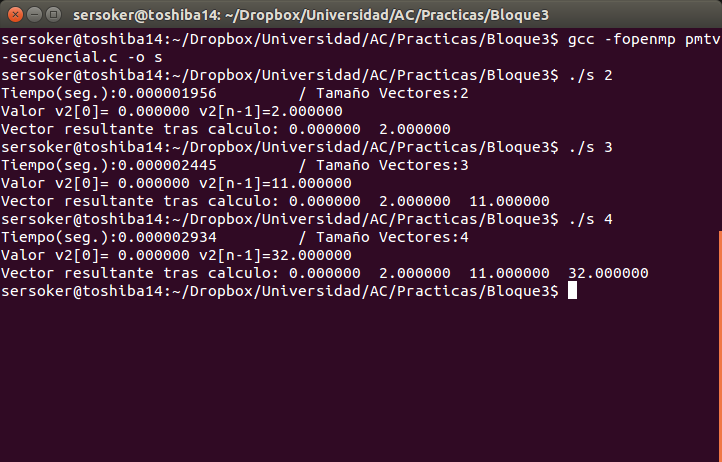 sersoker@toshiba14: ~/Dropbox/Universidad/AC/Practicas/Bloque3
sersoker@toshiba14:~/Dropbox/Universidad/AC/Practicas/Bloque3$ gcc -fopenmp pmtv
-secuencial.c -o s
sersoker@toshiba14:~/Dropbox/Universidad/AC/Practicas/Bloque3$ ./s 2
Tiempo(seg.):0.000001956         / Tamaño Vectores:2
Valor v2[0]= 0.000000 v2[n-1]=2.000000
Vector resultante tras calculo: 0.000000  2.000000
sersoker@toshiba14:~/Dropbox/Universidad/AC/Practicas/Bloque3$ ./s 3
Tiempo(seg.):0.000002445         / Tamaño Vectores:3
Valor v2[0]= 0.000000 v2[n-1]=11.000000
Vector resultante tras calculo: 0.000000  2.000000  11.000000
sersoker@toshiba14:~/Dropbox/Universidad/AC/Practicas/Bloque3$ ./s 4
Tiempo(seg.):0.000002934         / Tamaño Vectores:4
Valor v2[0]= 0.000000 v2[n-1]=32.000000
Vector resultante tras calculo: 0.000000  2.000000  11.000000  32.000000
sersoker@toshiba14:~/Dropbox/Universidad/AC/Practicas/Bloque3$